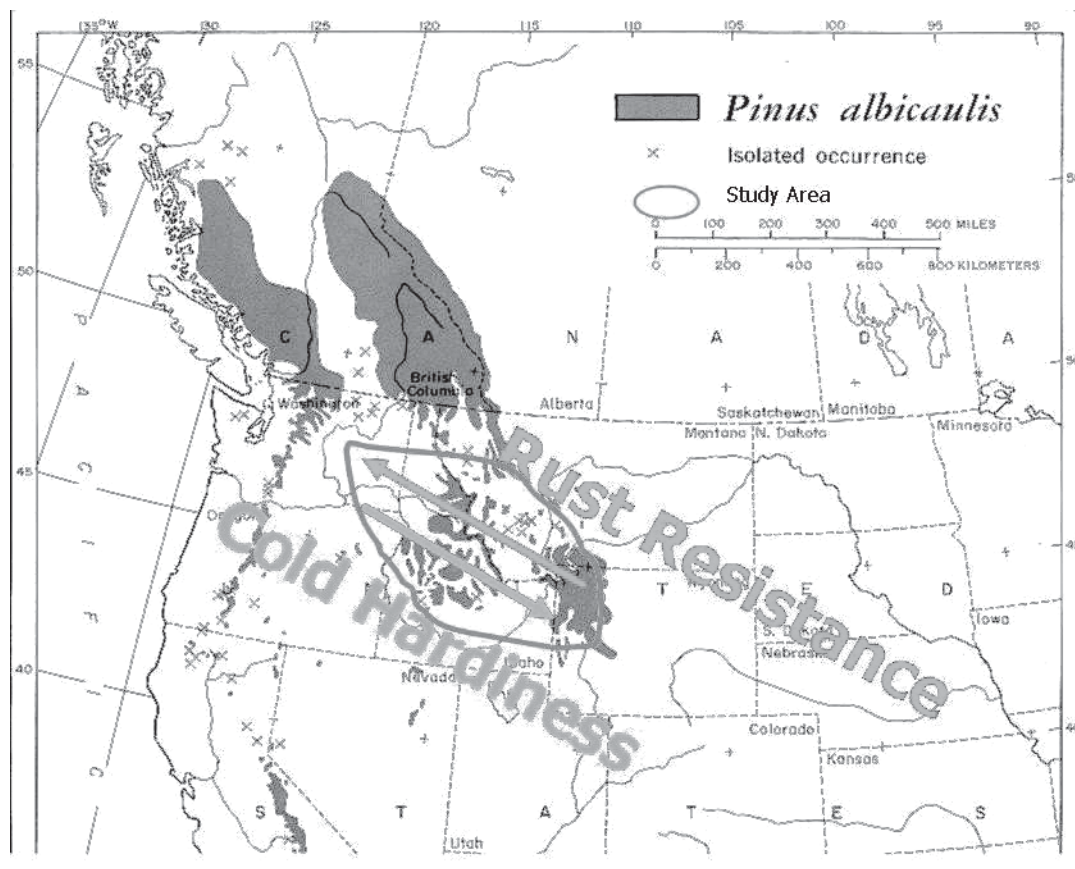 135°W 130 125 120 115 110 105 100 95 90
55
50
45
40
Pinus albicaulis
Isolated occurrence
Study Area
0 100 200 300 400 500 MILES
0 200 400 600 800 KILOMETERS
C A N A D A
P A C I F I C
British
Columbia
Alberta
Saskatchewan
Manitoba
Washington
Montana
N. Dakota
Minnesota
Oregon
Rust Resistance
Cold Hardiness
T E D
S. Dakota
Iowa
Nebraska
Idaho
Nevada
Colorado
Kansas
S T A T E S
Utah